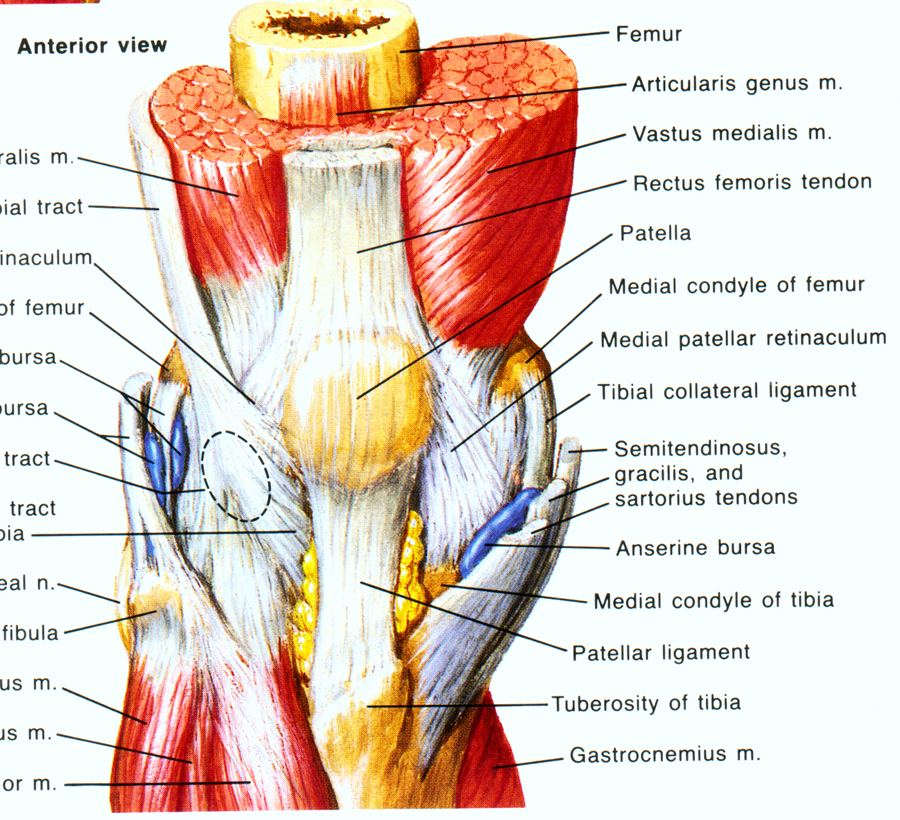 Anterior view
ralis m.
bial tract
inaculum
of femur
bursa
bursa
tract
tract
bia
eal n.
fibula
us m.
us m.
or m.
Femur
Articularis genus m.
Vastus medialis m.
Rectus femoris tendon
Patella
Medial condyle of femur
Medial patellar retinaculum
Tibial collateral ligament
Semitendinosus,
gracilis, and
sartorius tendons
Anserine bursa
Medial condyle of tibia
Patellar ligament
Tuberosity of tibia
Gastrocnemius m.